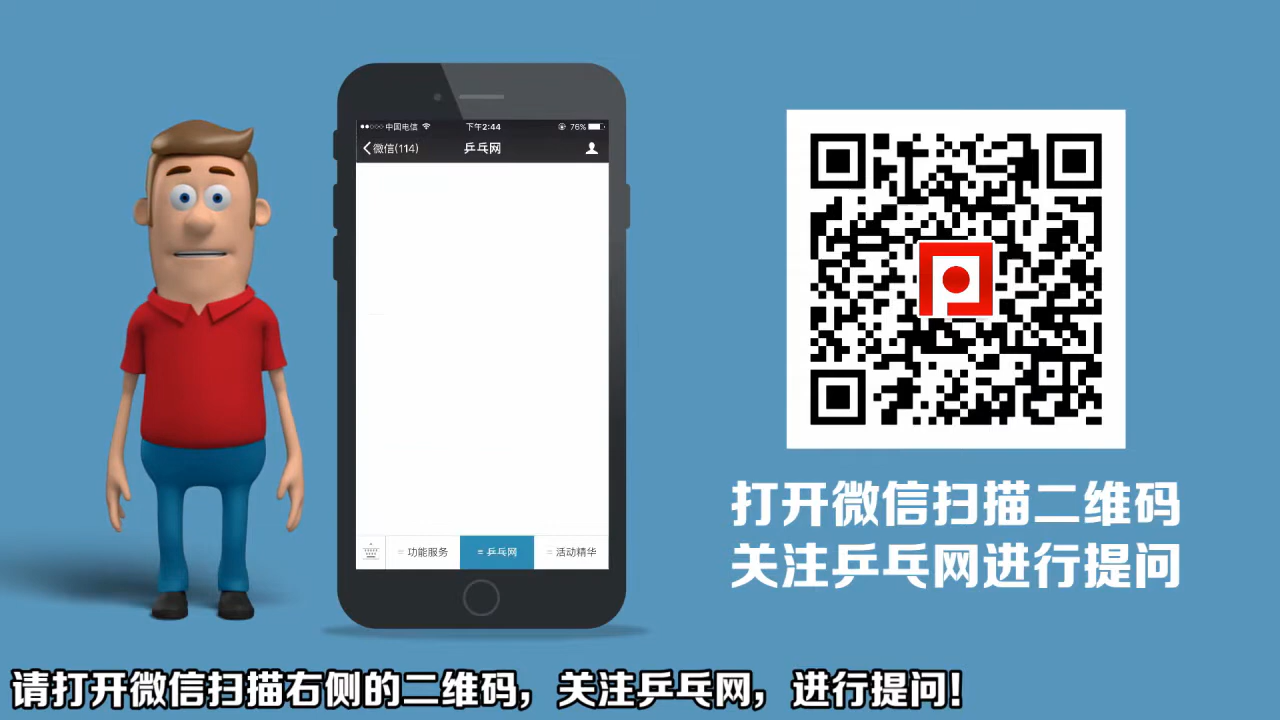 中国电信 下午2:44 76%
微信(114) 乒乓网
功能服务 乒乓网 活动精华
打开微信扫描二维码
关注乒乓网进行提问
请打开微信扫描右侧的二维码，关注乒乓网，进行提问！